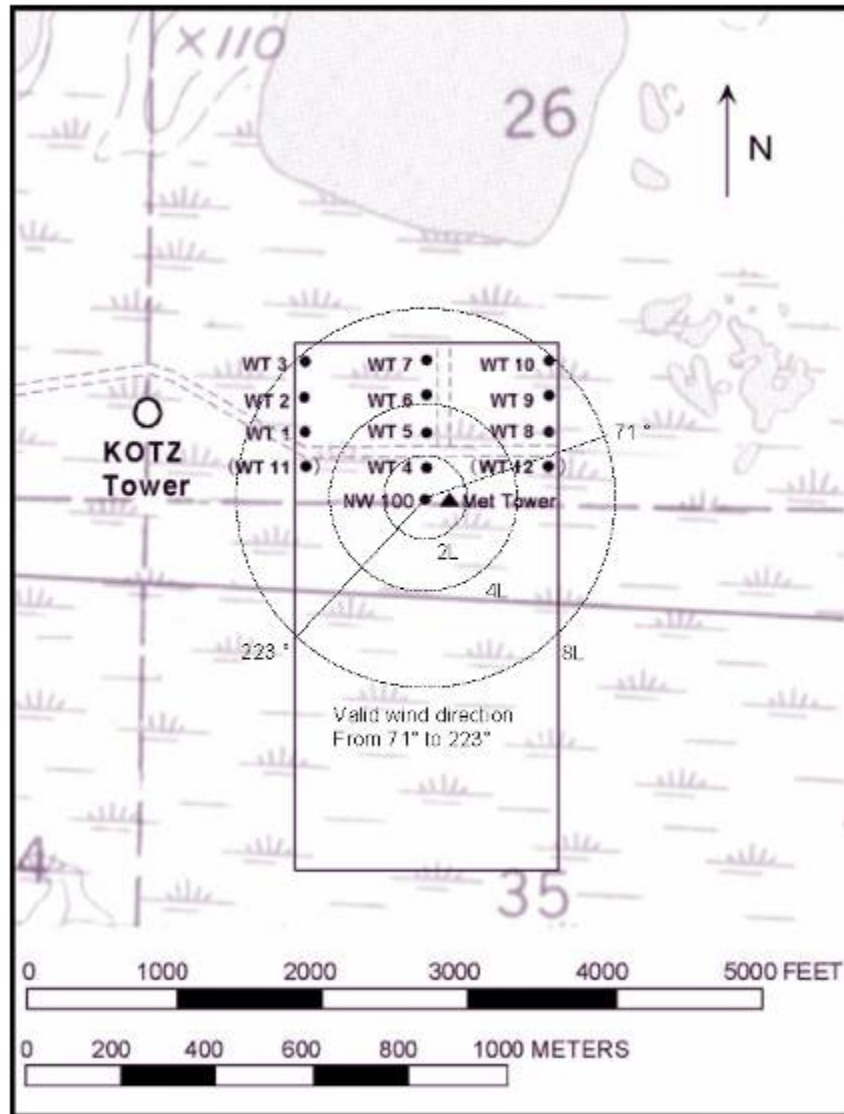 ×110
26
N
WT 3 WT 7 WT 10
WT 2 WT 6 WT 9
KOTZ
Tower
WT 1 WT 5 WT 8 71°
(WT 11) WT 4 (WT 12)
NW 100 Met Tower
2L
4L
223° 8L
Valid wind direction
From 71° to 223°
4
35
0 1000 2000 3000 4000 5000 FEET
0 200 400 600 800 1000 METERS